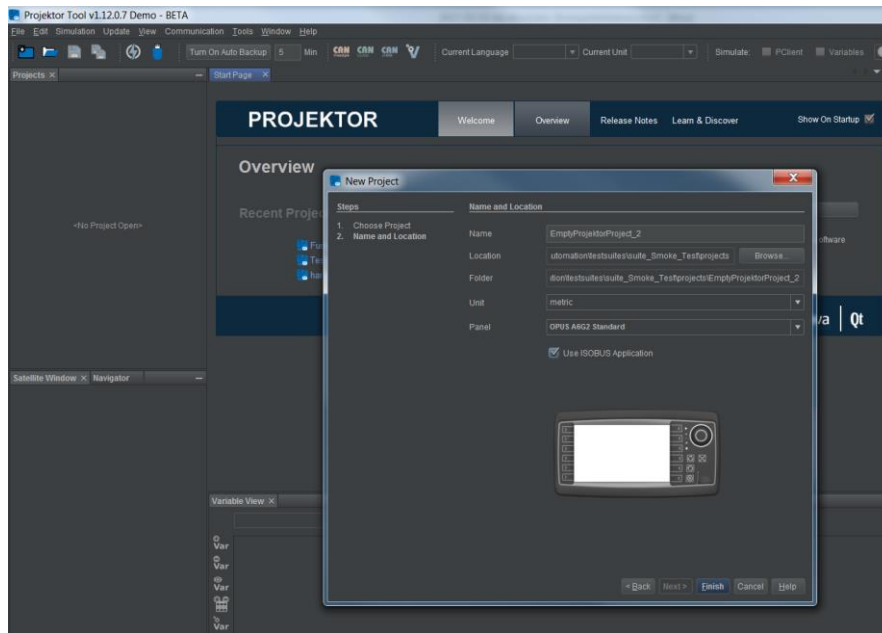 Projektor Tool v1.12.0.7 Demo - BETA
File Edit Simulation Update View Communication Tools Window Help
Turn On Auto Backup 5 Min CAN CAN CAN Current Language Current Unit Simulate: PClient Variables
Projects × Start Page ×
PROJEKTOR Welcome Overview Release Notes Learn & Discover Show On Startup
Overview
Recent
<No Project Open>
New Project
Steps
1. Choose Project
2. Name and Location
Name and Location
Name EmptyProjektorProject_2
Location utomation\testsuites\suite_Smoke_Test\projects Browse...
Folder tion\testsuites\suite_Smoke_Test\projects\EmptyProjektorProject_2
Unit metric
Panel OPUS A6G2 Standard
Use ISOBUS Application
Qt
Satellite Window × Navigator
Variable View ×
Var
Var
Var
Var
< Back Next > Finish Cancel Help